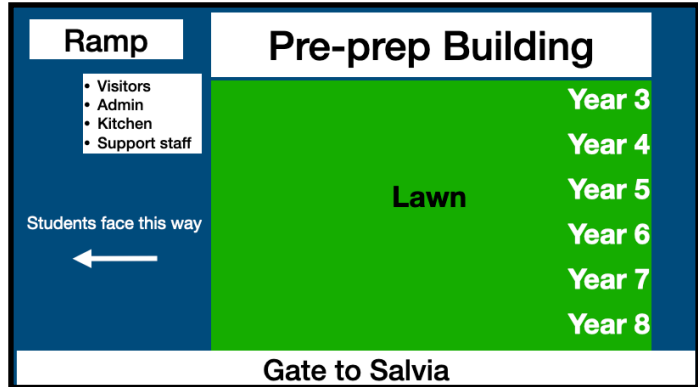 Ramp
Pre-prep Building
• Visitors
• Admin
• Kitchen
• Support staff
Year 3
Year 4
Lawn
Year 5
Students face this way
Year 6
Year 7
Year 8
Gate to Salvia